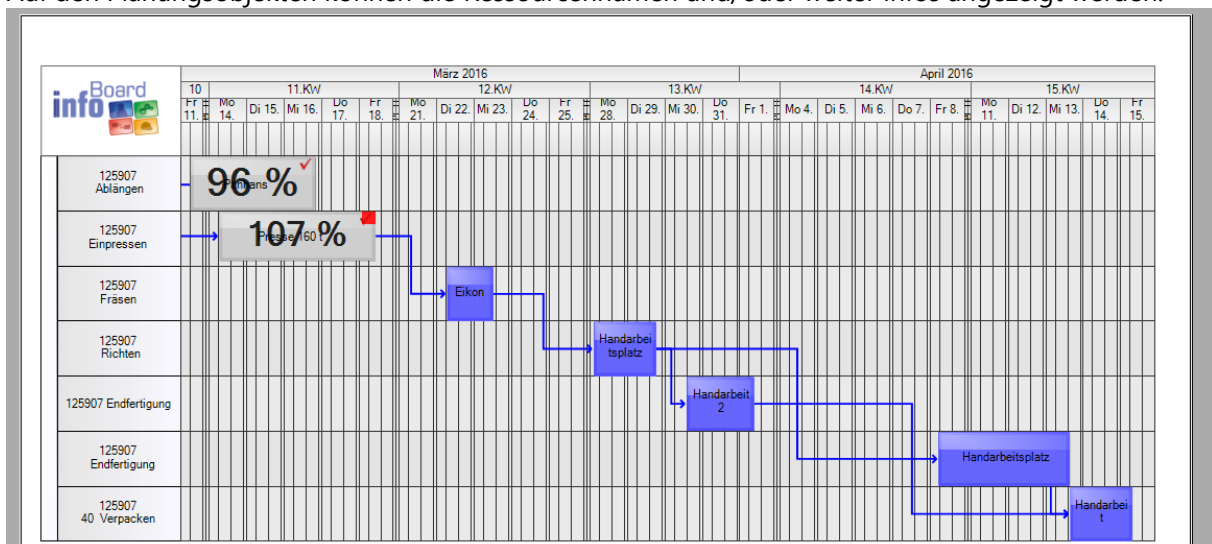 Auf den Planungsobjekten können die Ressourcennamen und/oder weiter Infos angezeigt werden.
infoBoard
März 2016 April 2016
10 11.KW 12.KW 13.KW 14.KW 15.KW
Fr 11. Mo 14. Di 15. Mi 16. Do 17. Fr 18. Mo 21. Di 22. Mi 23. Do 24. Fr 25. Mo 28. Di 29. Mi 30. Do 31. Fr 1. Mo 4. Di 5. Mi 6. Do 7. Fr 8. Mo 11. Di 12. Mi 13. Do 14. Fr 15.
125907
Ablängen
96 %
125907
Einpressen
107 %
Presse 160 t
125907
Fräsen
Eikon
125907
Richten
Handarbei
tsplatz
125907 Endfertigung
Handarbeit
2
125907
Endfertigung
Handarbeitsplatz
125907
40 Verpacken
Handarbei
t